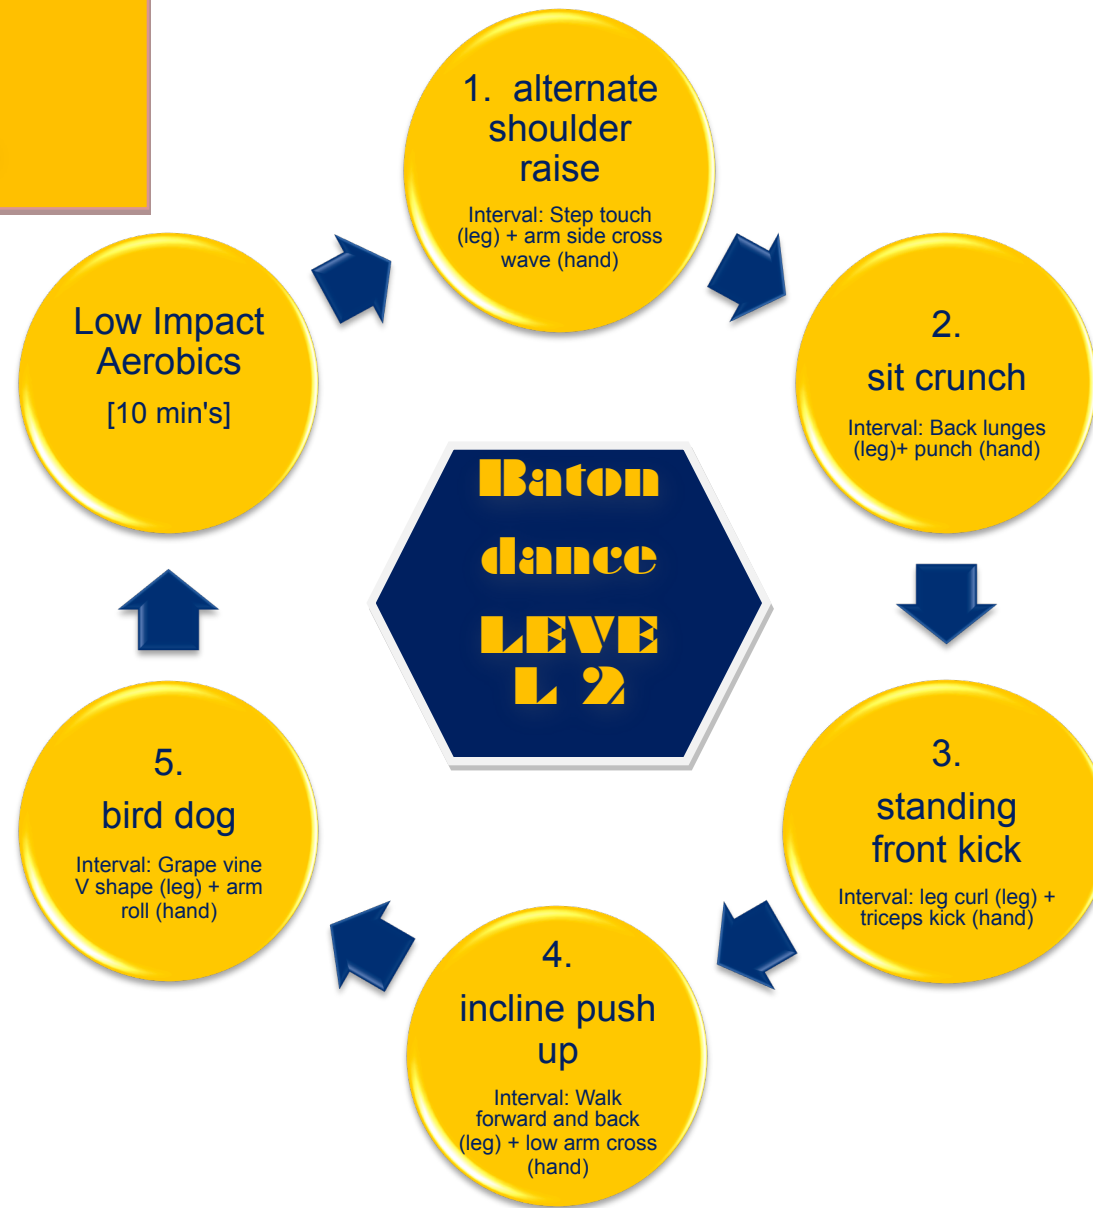 1. alternate
shoulder
raise
Interval: Step touch
(leg) + arm side cross
wave (hand)
2.
sit crunch
Interval: Back lunges
(leg)+ punch (hand)
3.
standing
front kick
Interval: leg curl (leg) +
triceps kick (hand)
4.
incline push
up
Interval: Walk
forward and back
(leg) + low arm cross
(hand)
5.
bird dog
Interval: Grape vine
V shape (leg) + arm
roll (hand)
Low Impact
Aerobics
[10 min's]
Baton
dance
LEVE
L 2